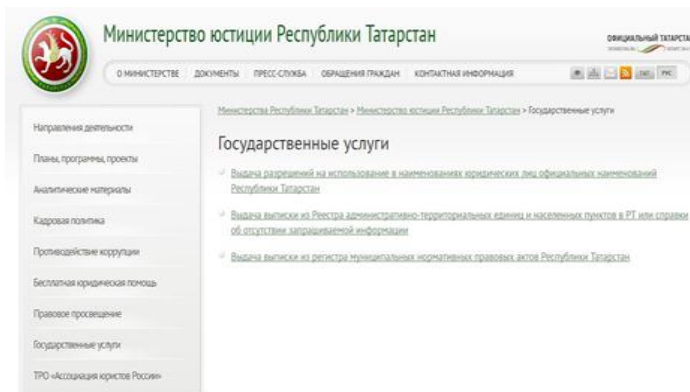 Министерство юстиции Республики Татарстан
ОФИЦИАЛЬНЫЙ ТАТАРСТА
О МИНИСТЕРСТВЕ ДОКУМЕНТЫ ПРЕСС-СЛУЖБА ОБРАЩЕНИЯ ГРАЖДАН КОНТАКТНАЯ ИНФОРМАЦИЯ ТАТ. РУС
Министерства Республики Татарстан > Министерство юстиции Республики Татарстан > Государственные услуги
Направления деятельности
Планы, программы, проекты
Аналитические материалы
Кадровая политика
Противодействие коррупции
Бесплатная юридическая помощь
Правовое просвещение
Государственные услуги
ТРО «Ассоциация юристов России»
Государственные услуги
Выдача разрешений на использование в наименованиях юридических лиц официальных наименований
Республики Татарстан
Выдача выписки из Реестра административно-территориальных единиц и населенных пунктов в РТ или справки
об отсутствии запрашиваемой информации
Выдача выписки из регистра муниципальных нормативных правовых актов Республики Татарстан